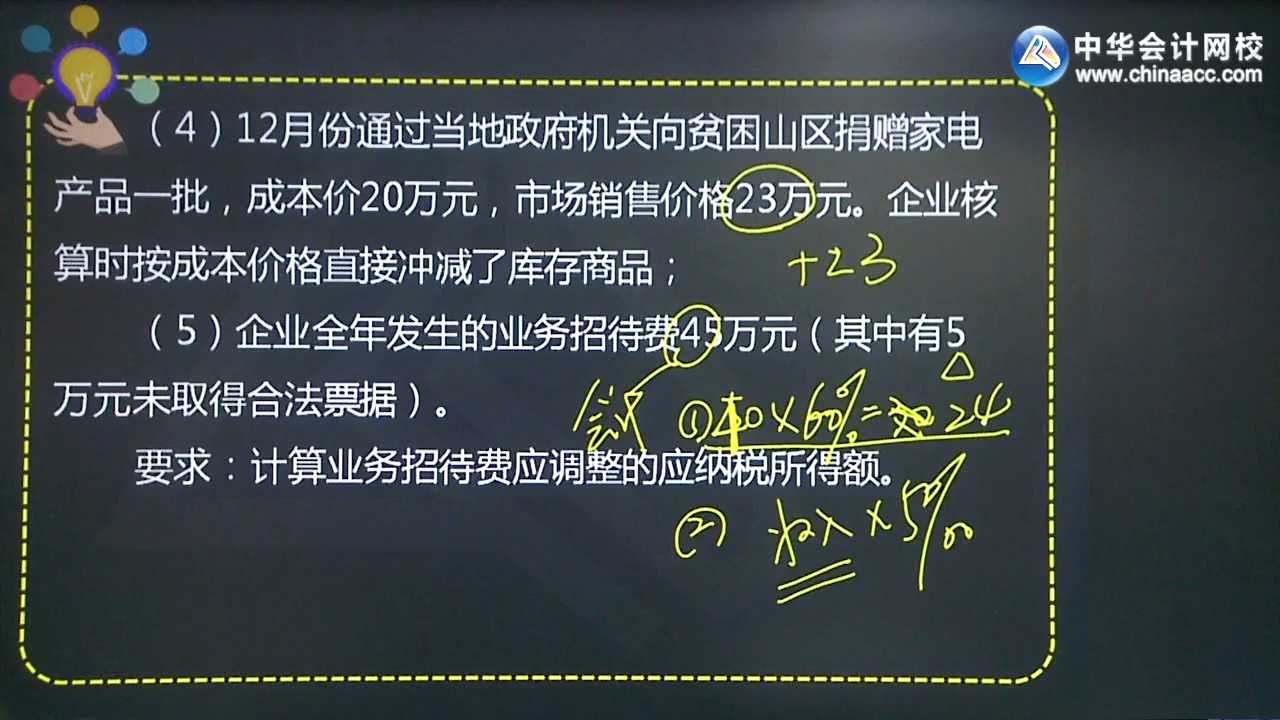 中华会计网校
www.chinaacc.com
（4）12月份通过当地政府机关向贫困山区捐赠家电
产品一批，成本价20万元，市场销售价格23万元。企业核
算时按成本价格直接冲减了库存商品；
+23
（5）企业全年发生的业务招待费45万元（其中有5
万元未取得合法票据）。
①40×60%= 24
要求：计算业务招待费应调整的应纳税所得额。
② 收入×5‰